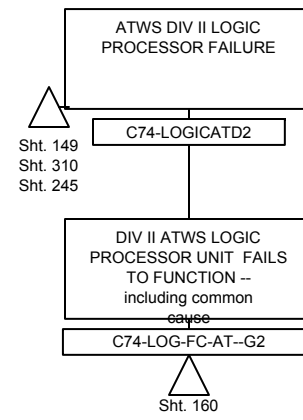 ATWS DIV II LOGIC
PROCESSOR FAILURE
Sht. 149
Sht. 310
Sht. 245
C74-LOGICATD2
DIV II ATWS LOGIC
PROCESSOR UNIT FAILS
TO FUNCTION --
including common
cause
C74-LOG-FC-AT--G2
Sht. 160